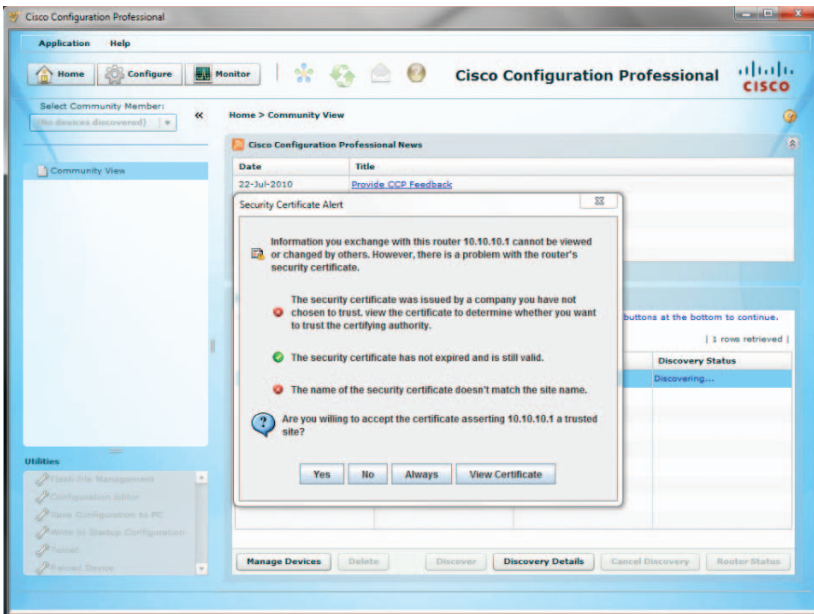 Cisco Configuration Professional
Application Help
Home Configure Monitor
Cisco Configuration Professional
CISCO
Select Community Member:
(No devices discovered)
«
Home > Community View
Community View
Cisco Configuration Professional News
Date Title
22-Jul-2010 Provide CCP Feedback
Security Certificate Alert
Information you exchange with this router 10.10.10.1 cannot be viewed
or changed by others. However, there is a problem with the router's
security certificate.
The security certificate was issued by a company you have not
chosen to trust. view the certificate to determine whether you want
to trust the certifying authority.
The security certificate has not expired and is still valid.
The name of the security certificate doesn't match the site name.
Are you willing to accept the certificate asserting 10.10.10.1 a trusted
site?
Yes No Always View Certificate
buttons at the bottom to continue.
| 1 rows retrieved |
Discovery Status
Discovering...
Utilities
Flash File Management
Configuration Editor
Save Configuration to PC
Write to Startup Configuration
Telnet
Reload Device
Manage Devices Delete Discover Discovery Details Cancel Discovery Router Status